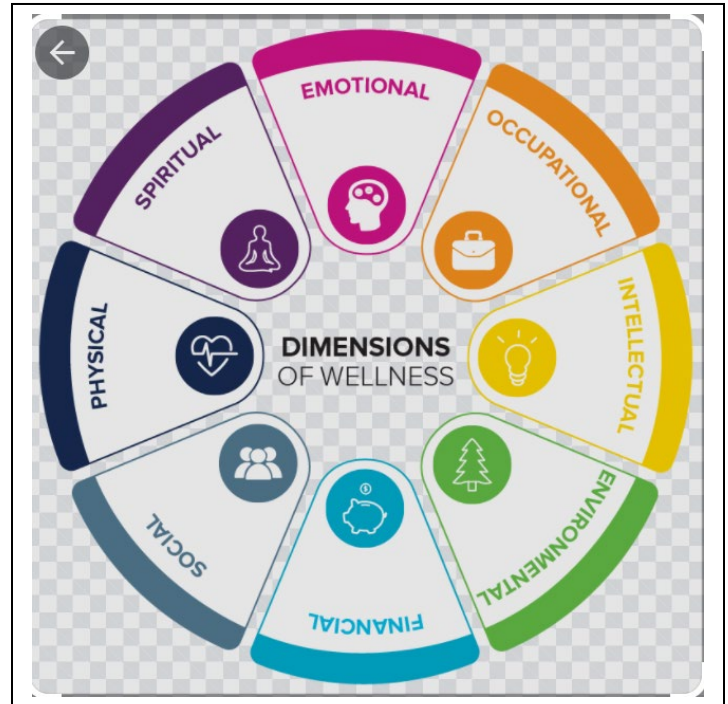 EMOTIONAL
OCCUPATIONAL
INTELLECTUAL
ENVIRONMENTAL
FINANCIAL
SOCIAL
PHYSICAL
SPIRITUAL
DIMENSIONS
OF WELLNESS
$